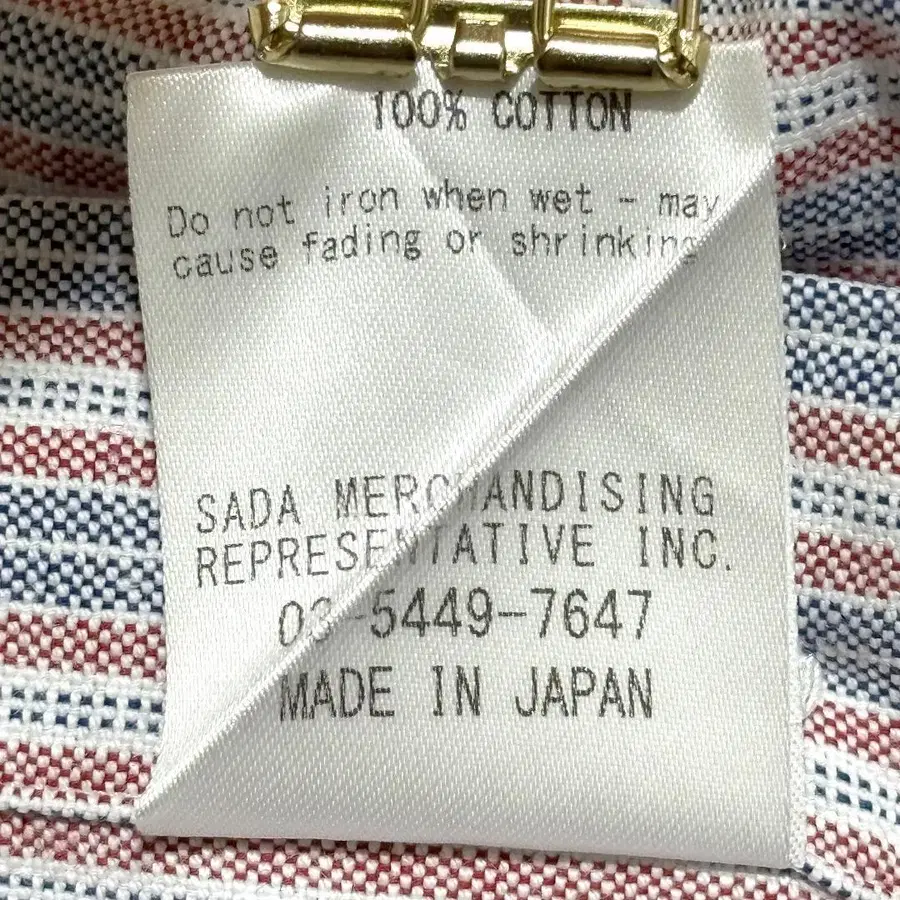 100% COTTON
Do not iron when wet - may
cause fading or shrinking
SADA MERCHANDISING
REPRESENTATIVE INC.
03-5449-7647
MADE IN JAPAN